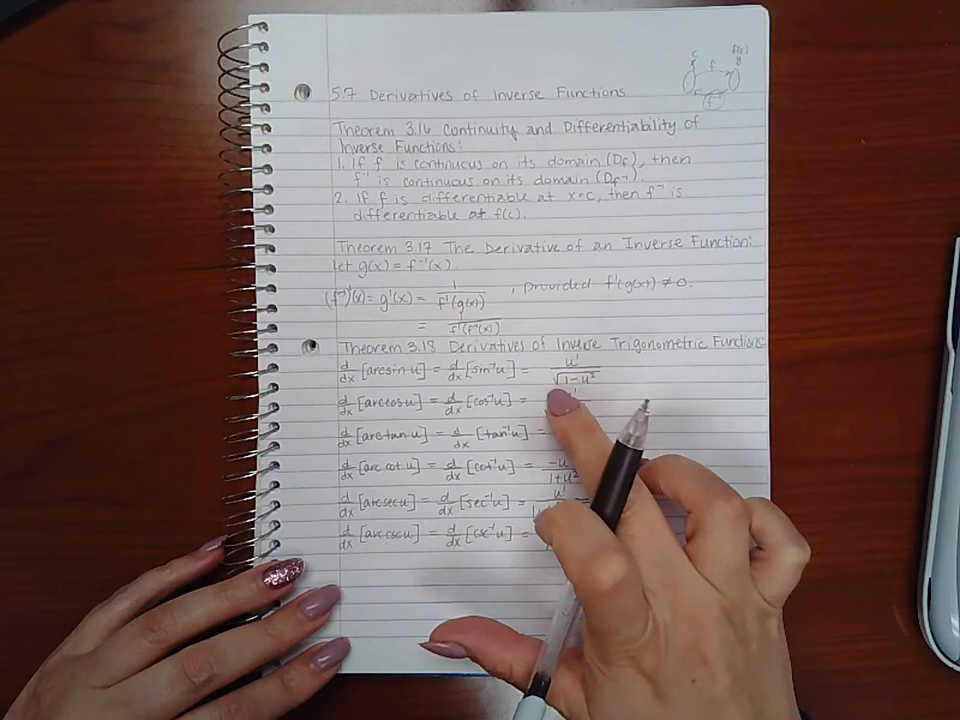 c f f(c)
f⁻¹
5.7 Derivatives of Inverse Functions
Theorem 3.16 Continuity and Differentiability of
Inverse Functions:
1. If f is continuous on its domain (Df), then
f⁻¹ is continuous on its domain (Df⁻¹).
2. If f is differentiable at x=c, then f⁻¹ is
differentiable at f(c).
Theorem 3.17 The Derivative of an Inverse Function:
let g(x) = f⁻¹(x).
(f⁻¹)'(x) = g'(x) = 1/f'(g(x)), provided f'(g(x)) ≠ 0.
= 1/f'(f⁻¹(x))
Theorem 3.18 Derivatives of Inverse Trigonometric Functions:
d/dx [arcsin u] = d/dx [sin⁻¹u] = u'/√1-u²
d/dx [arccos u] = d/dx [cos⁻¹u] =
d/dx [arctan u] = d/dx [tan⁻¹u] =
d/dx [arc cot u] = d/dx [cot⁻¹u] = -u/1+u²
d/dx [arcsec u] = d/dx [sec⁻¹u] = u'
d/dx [arccsc u] = d/dx [csc⁻¹u] =